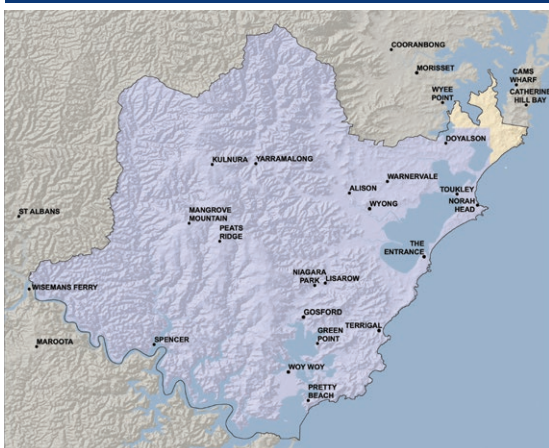 COORANBONG
MORISSET
CAMS
WHARF
WYEE
POINT
CATHERINE
HILL BAY
DOYALSON
KULNURA
YARRAMALONG
WARNERVALE
ALISON
TOUKLEY
WYONG
NORAH
HEAD
ST ALBANS
MANGROVE
MOUNTAIN
PEATS
RIDGE
THE
ENTRANCE
NIAGARA
PARK
LISAROW
WISEMANS FERRY
GOSFORD
GREEN
POINT
TERRIGAL
MAROOTA
SPENCER
WOY WOY
PRETTY
BEACH